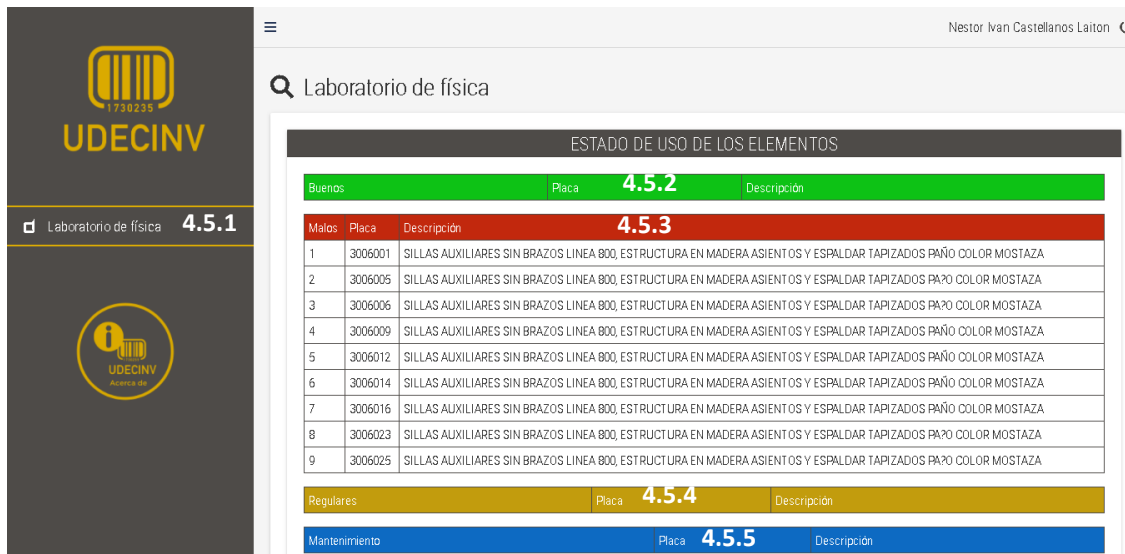 Nestor Ivan Castellanos Laiton
1730235
UDECINV
Laboratorio de física
Laboratorio de física 4.5.1
UDECINV
Acerca de
ESTADO DE USO DE LOS ELEMENTOS
Buenos Placa 4.5.2 Descripción
Malos Placa Descripción 4.5.3
1 3006001 SILLAS AUXILIARES SIN BRAZOS LINEA 800, ESTRUCTURA EN MADERA ASIENTOS Y ESPALDAR TAPIZADOS PAÑO COLOR MOSTAZA
2 3006005 SILLAS AUXILIARES SIN BRAZOS LINEA 800, ESTRUCTURA EN MADERA ASIENTOS Y ESPALDAR TAPIZADOS PA?O COLOR MOSTAZA
3 3006006 SILLAS AUXILIARES SIN BRAZOS LINEA 800, ESTRUCTURA EN MADERA ASIENTOS Y ESPALDAR TAPIZADOS PA?O COLOR MOSTAZA
4 3006009 SILLAS AUXILIARES SIN BRAZOS LINEA 800, ESTRUCTURA EN MADERA ASIENTOS Y ESPALDAR TAPIZADOS PAÑO COLOR MOSTAZA
5 3006012 SILLAS AUXILIARES SIN BRAZOS LINEA 800, ESTRUCTURA EN MADERA ASIENTOS Y ESPALDAR TAPIZADOS PAÑO COLOR MOSTAZA
6 3006014 SILLAS AUXILIARES SIN BRAZOS LINEA 800, ESTRUCTURA EN MADERA ASIENTOS Y ESPALDAR TAPIZADOS PAÑO COLOR MOSTAZA
7 3006016 SILLAS AUXILIARES SIN BRAZOS LINEA 800, ESTRUCTURA EN MADERA ASIENTOS Y ESPALDAR TAPIZADOS PAÑO COLOR MOSTAZA
8 3006023 SILLAS AUXILIARES SIN BRAZOS LINEA 800, ESTRUCTURA EN MADERA ASIENTOS Y ESPALDAR TAPIZADOS PA?O COLOR MOSTAZA
9 3006025 SILLAS AUXILIARES SIN BRAZOS LINEA 800, ESTRUCTURA EN MADERA ASIENTOS Y ESPALDAR TAPIZADOS PA?O COLOR MOSTAZA
Regulares Placa 4.5.4 Descripción
Mantenimiento Placa 4.5.5 Descripción